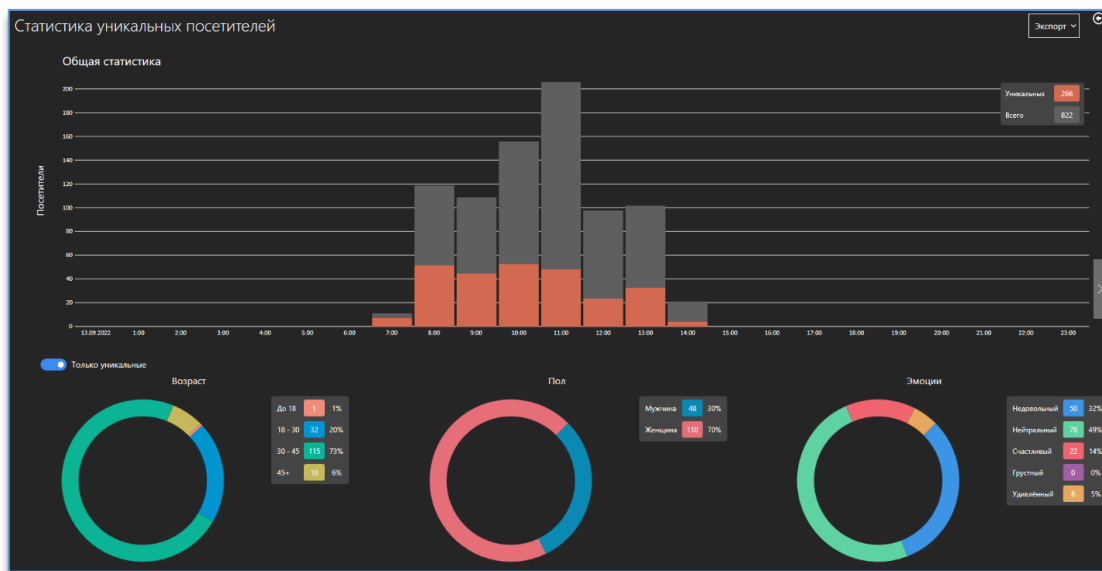 Статистика уникальных посетителей
Экспорт
Общая статистика
Посетители
200
180
160
140
120
100
80
60
40
20
0
Уникальных 266
Всего 822
13.09.2022 1:00 2:00 3:00 4:00 5:00 6:00 7:00 8:00 9:00 10:00 11:00 12:00 13:00 14:00 15:00 16:00 17:00 18:00 19:00 20:00 21:00 22:00 23:00
Только уникальные
Возраст
До 18 1 1%
18 - 30 32 20%
30 - 45 115 73%
45+ 10 6%
Пол
Мужчина 48 30%
Женщина 110 70%
Эмоции
Недовольный 50 32%
Нейтральный 78 49%
Счастливый 22 14%
Грустный 0 0%
Удивлённый 8 5%